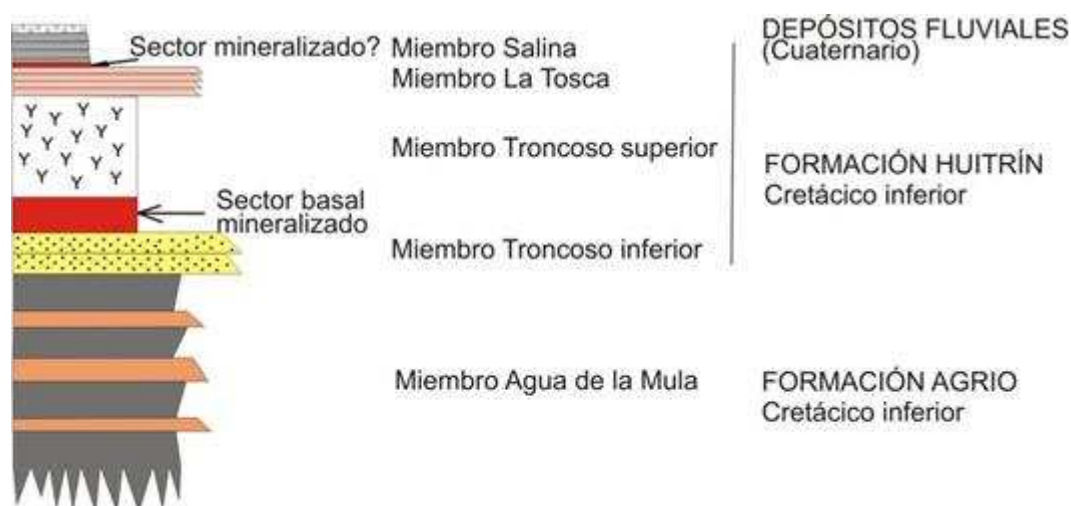 DEPÓSITOS FLUVIALES
(Cuaternario)
Sector mineralizado?
Miembro Salina
Miembro La Tosca
Miembro Troncoso superior
FORMACIÓN HUITRÍN
Cretácico inferior
Sector basal
mineralizado
Miembro Troncoso inferior
Miembro Agua de la Mula
FORMACIÓN AGRIO
Cretácico inferior